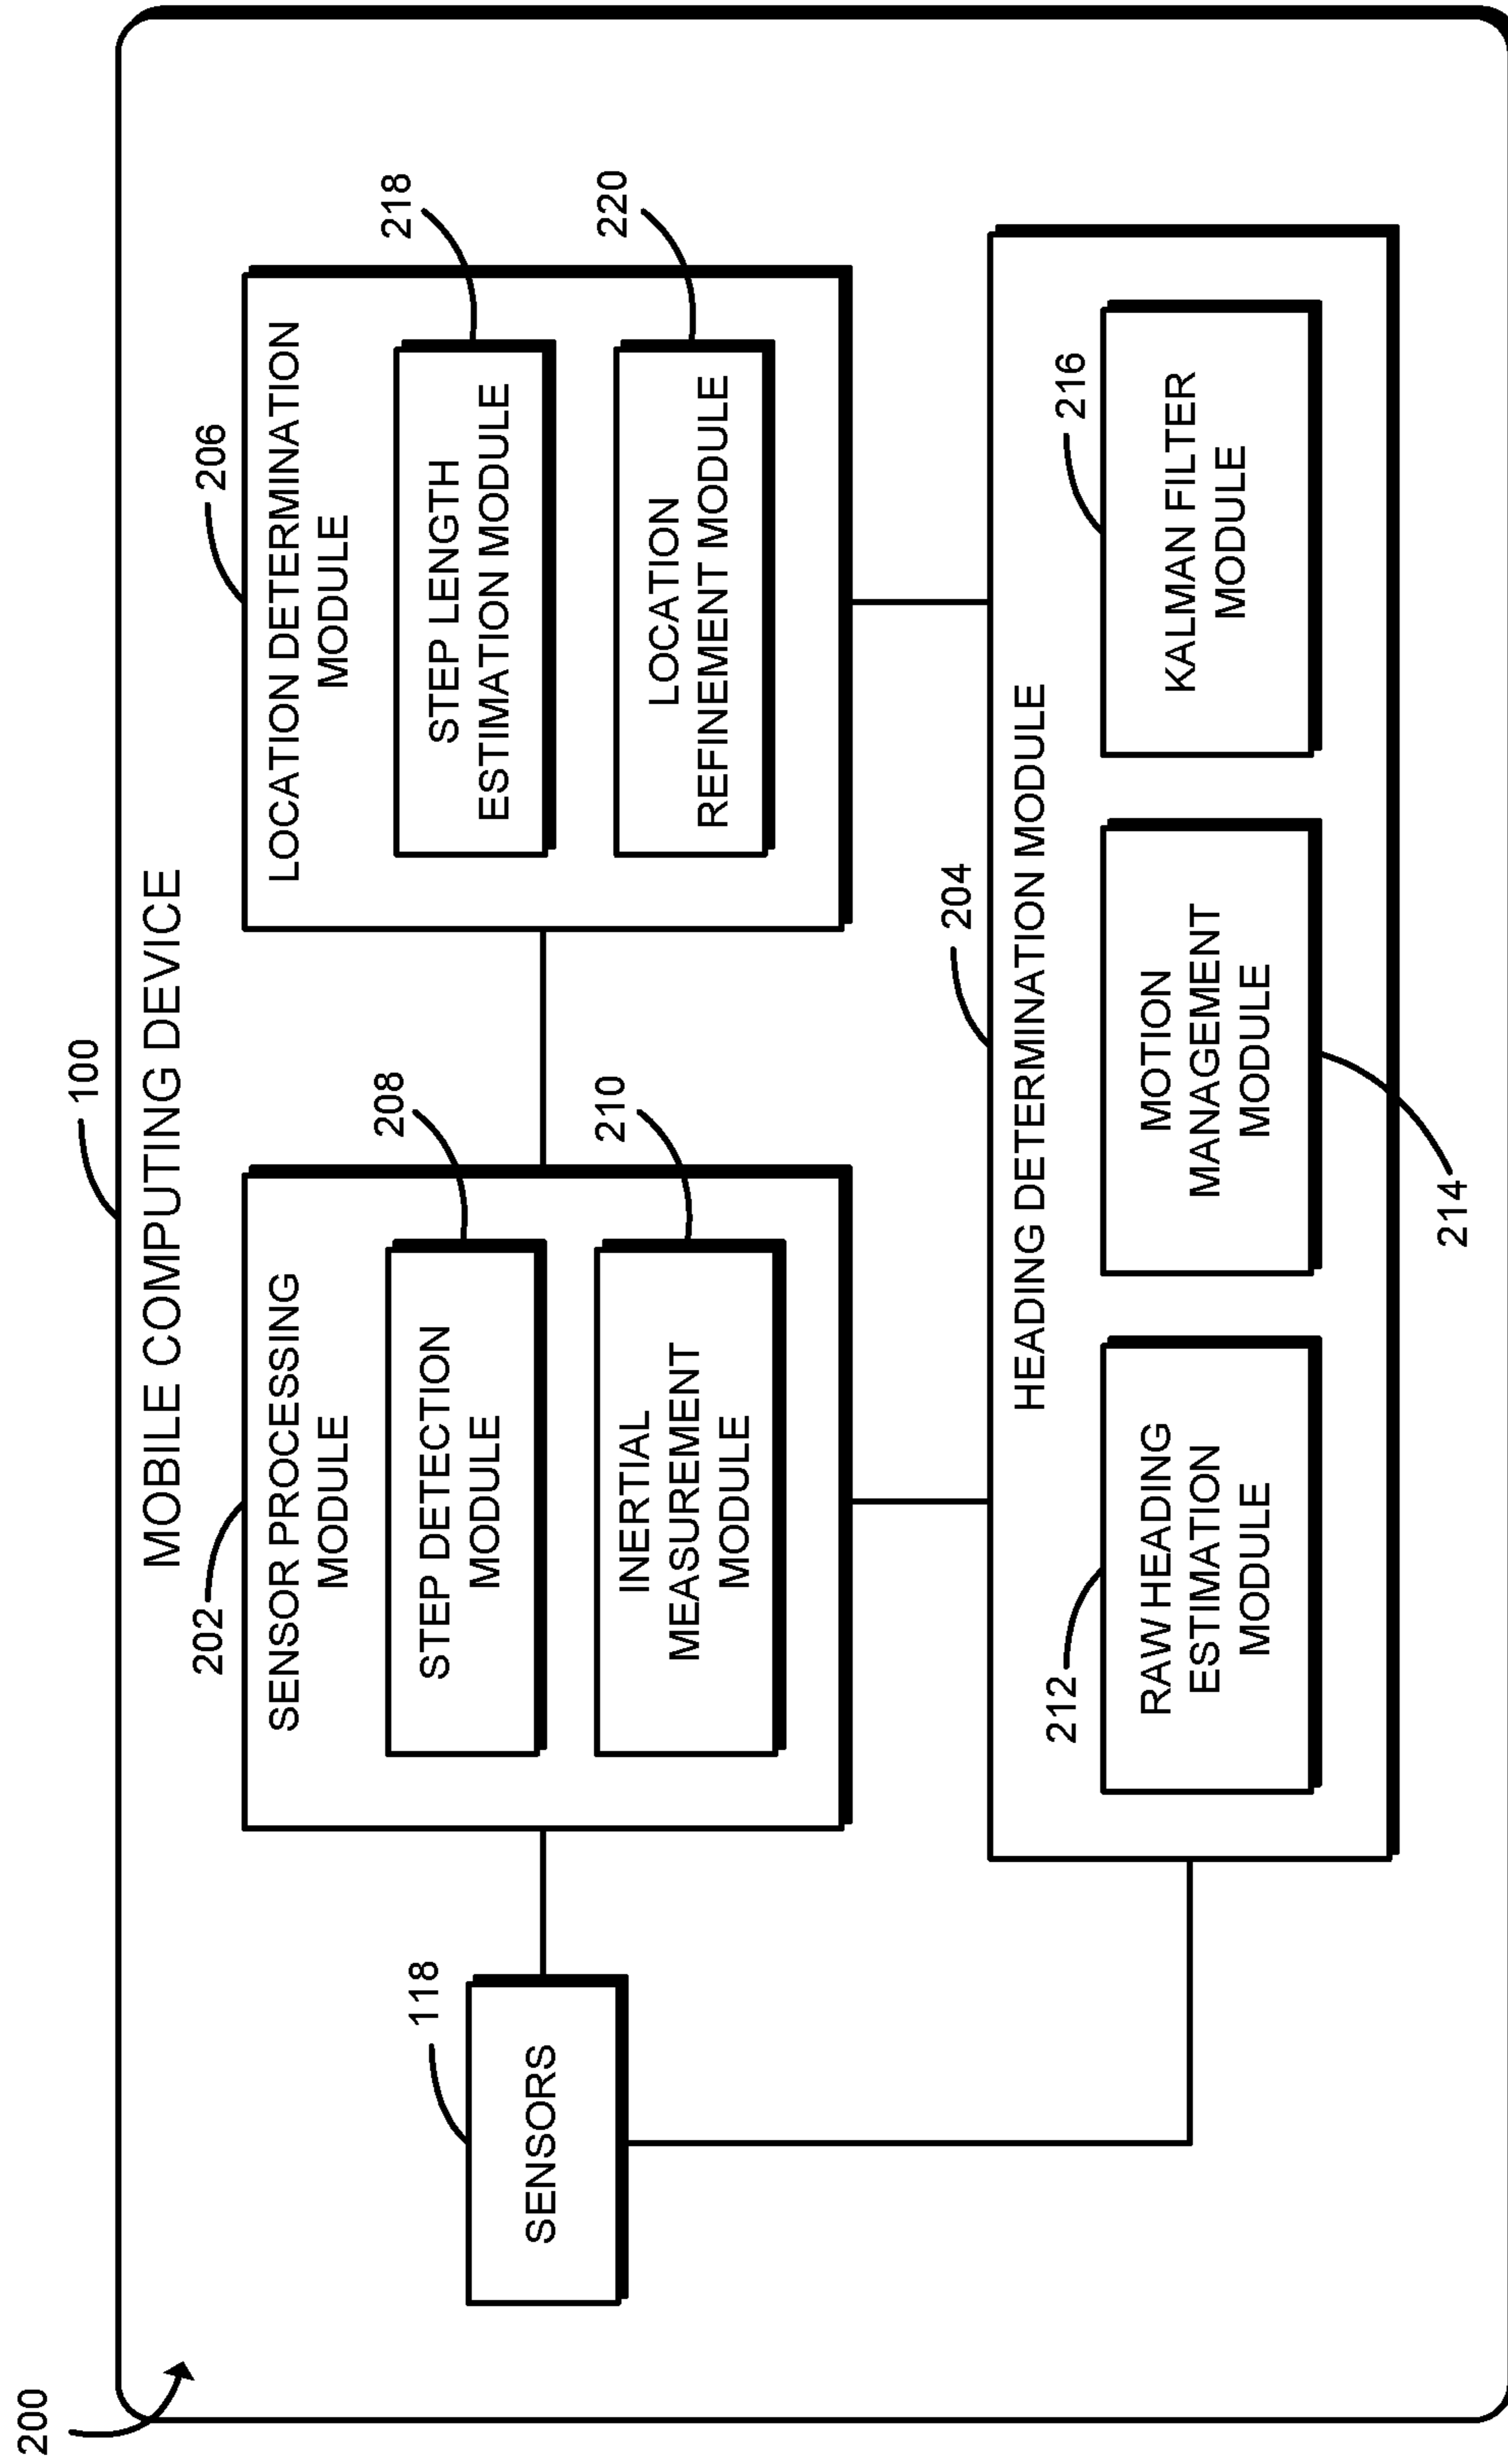 200
100
MOBILE COMPUTING DEVICE
118
SENSORS
202
SENSOR PROCESSING
MODULE
208
STEP DETECTION
MODULE
210
INERTIAL
MEASUREMENT
MODULE
206
LOCATION DETERMINATION
MODULE
218
STEP LENGTH
ESTIMATION MODULE
220
LOCATION
REFINEMENT MODULE
204
HEADING DETERMINATION MODULE
212
RAW HEADING
ESTIMATION
MODULE
MOTION
MANAGEMENT
MODULE
214
216
KALMAN FILTER
MODULE